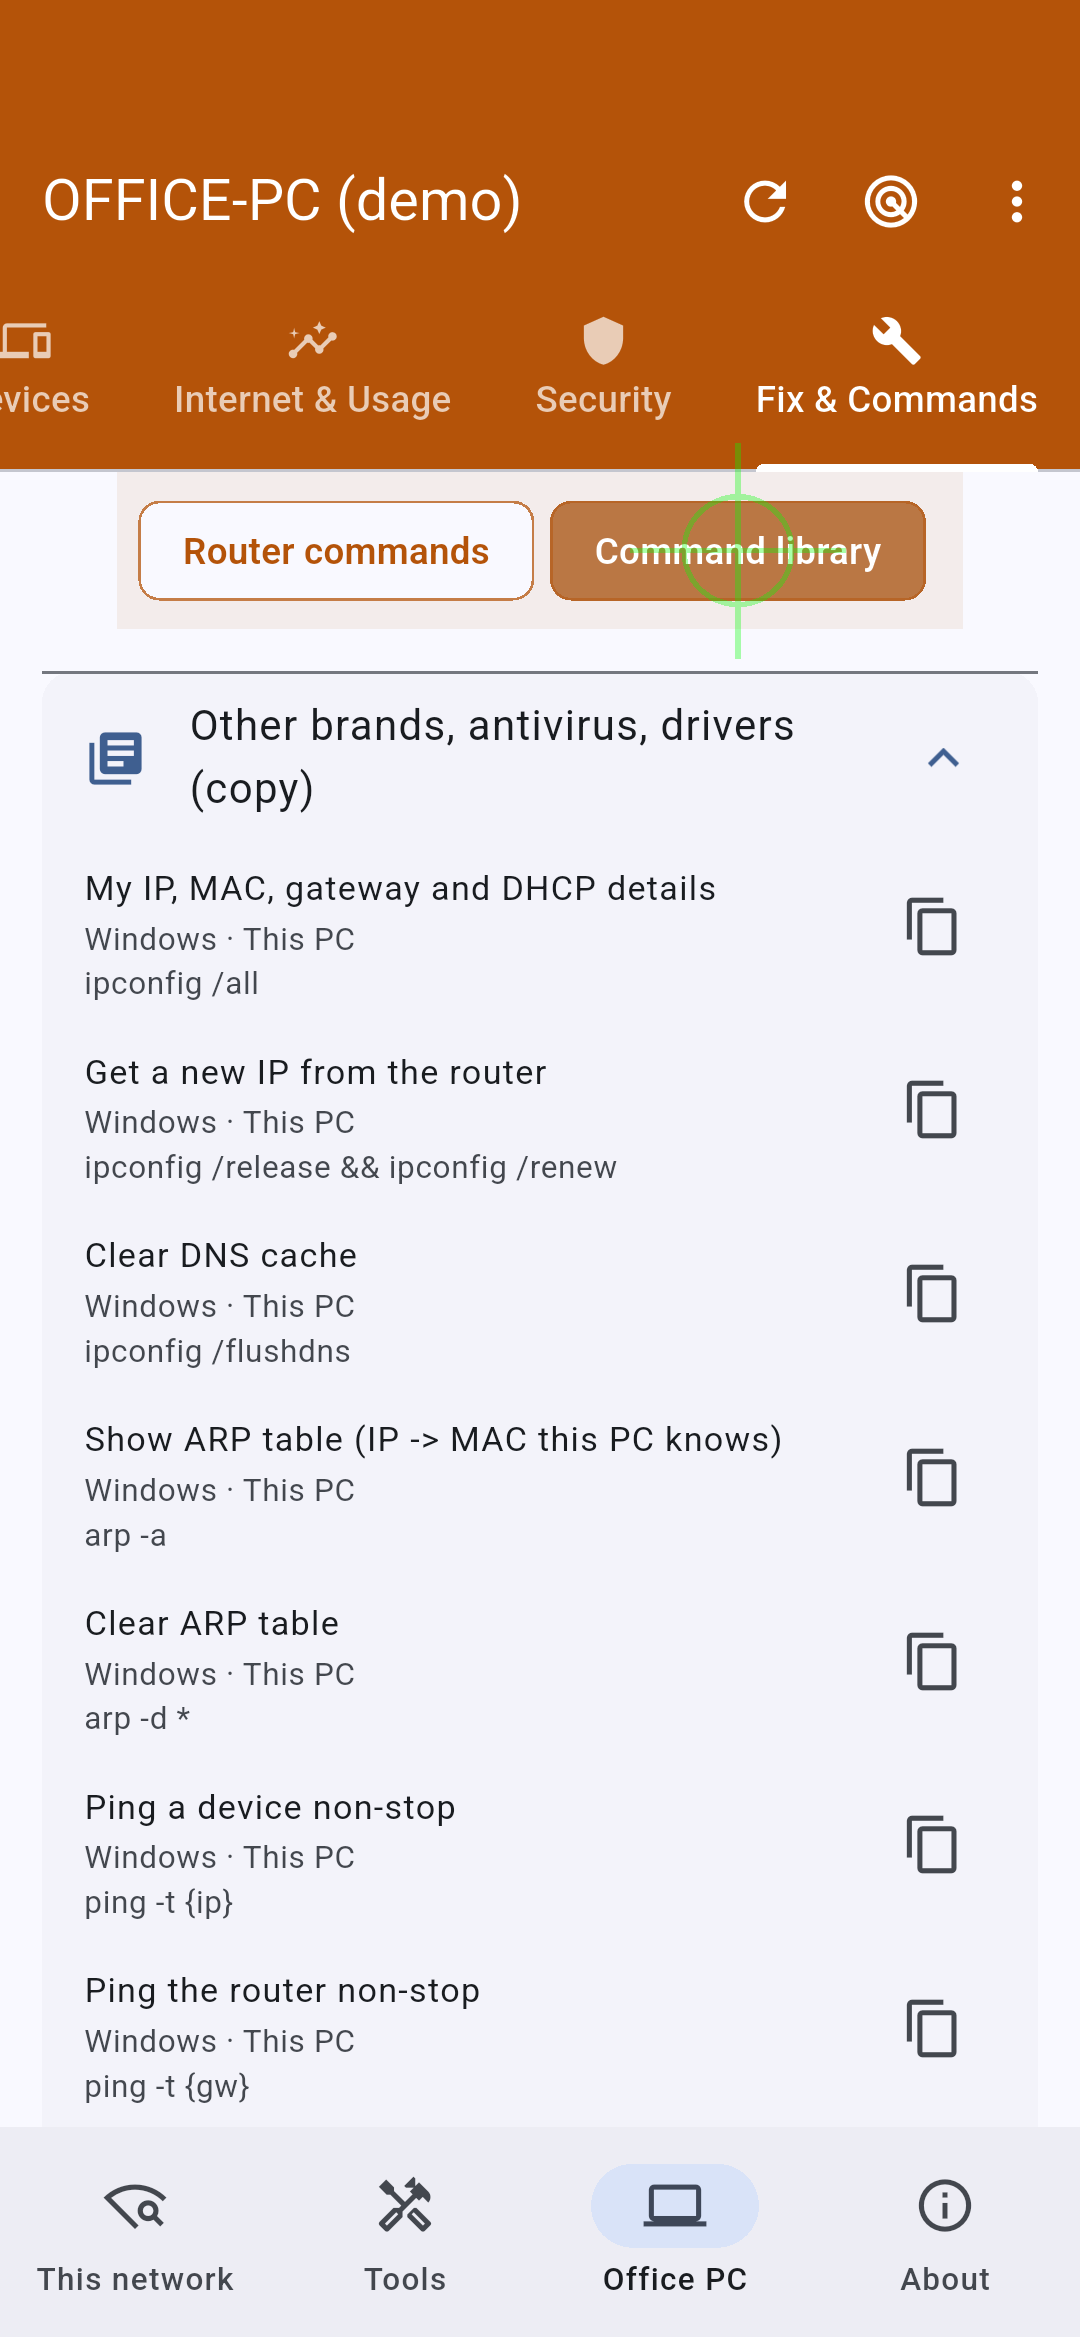 OFFICE-PC (demo)
evices
Internet & Usage
Security
Fix & Commands
Router commands
Command library
Other brands, antivirus, drivers
(copy)
My IP, MAC, gateway and DHCP details
Windows · This PC
ipconfig /all
Get a new IP from the router
Windows · This PC
ipconfig /release && ipconfig /renew
Clear DNS cache
Windows · This PC
ipconfig /flushdns
Show ARP table (IP -> MAC this PC knows)
Windows · This PC
arp -a
Clear ARP table
Windows · This PC
arp -d *
Ping a device non-stop
Windows · This PC
ping -t {ip}
Ping the router non-stop
Windows · This PC
ping -t {gw}
This network
Tools
Office PC
About